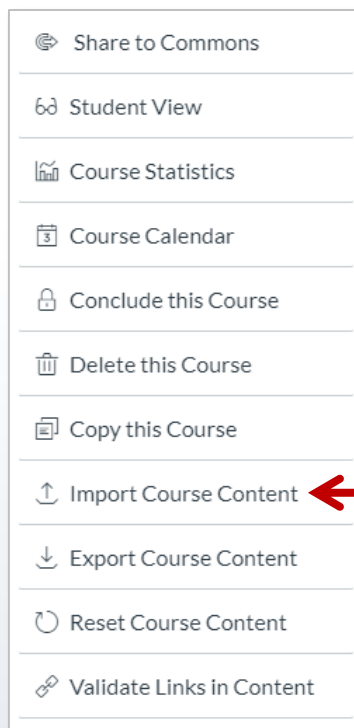 Share to Commons
Student View
Course Statistics
3 Course Calendar
Conclude this Course
Delete this Course
Copy this Course
Import Course Content
Export Course Content
Reset Course Content
Validate Links in Content